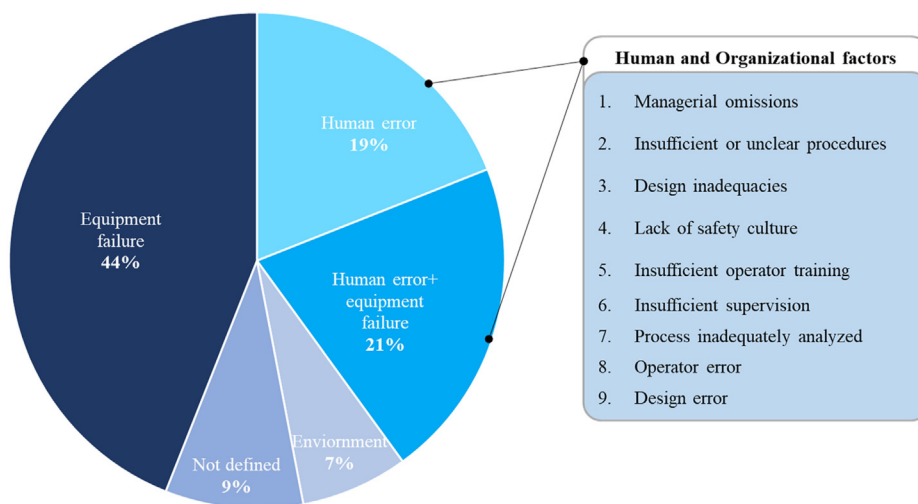 Human error
19%
Equipment
failure
44%
Human error+
equipment
failure
21%
Enviornment
7%
Not defined
9%
Human and Organizational factors
1. Managerial omissions
2. Insufficient or unclear procedures
3. Design inadequacies
4. Lack of safety culture
5. Insufficient operator training
6. Insufficient supervision
7. Process inadequately analyzed
8. Operator error
9. Design error